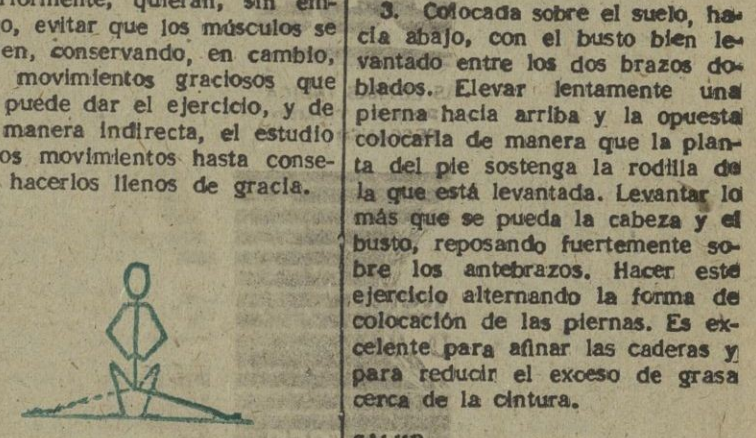 quieran, sin em-
o, evitar que los músculos se
en, conservando, en cambio,
movimientos graciosos que
puede dar el ejercicio, y de
manera indirecta, el estudio
os movimientos hasta conse-
hacerlos llenos de gracia.
3. Colocada sobre el suelo, ha-
cia abajo, con el busto bien le-
vantado entre los dos brazos do-
blados. Elevar lentamente una
pierna hacia arriba y la opuesta
colocarla de manera que la plan-
ta del pie sostenga la rodilla de
la que está levantada. Levantar lo
más que se pueda la cabeza y el
busto, reposando fuertemente so-
bre los antebrazos. Hacer este
ejercicio alternando la forma de
colocación de las piernas. Es ex-
celente para afinar las caderas y
para reducir el exceso de grasa
cerca de la cintura.